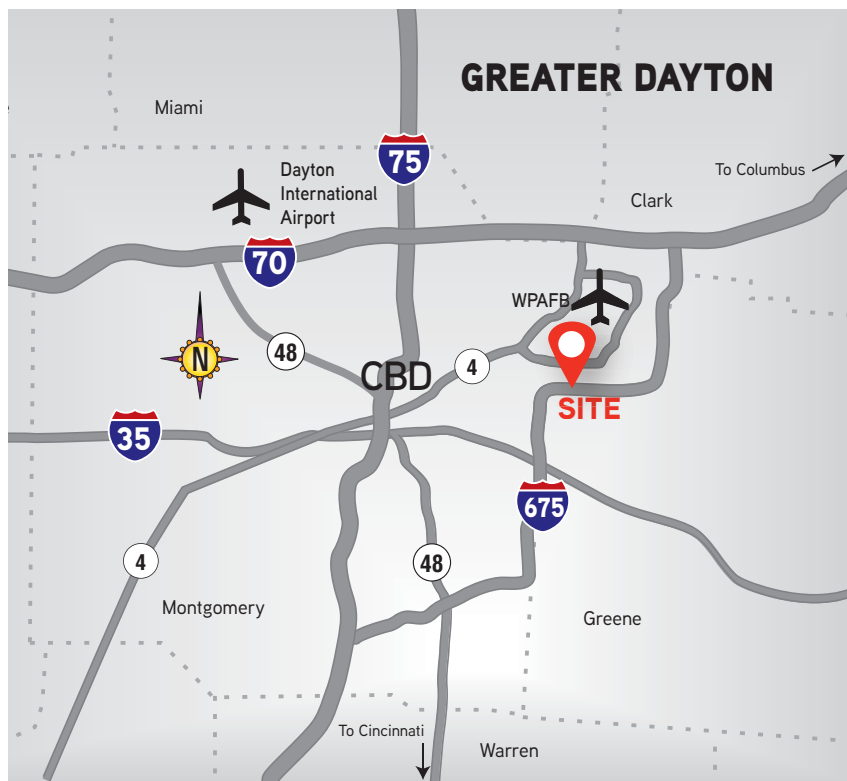 GREATER DAYTON
Miami
75
To Columbus
Dayton
International
Airport
Clark
70
WPAFB
N
48
4
CBD
SITE
35
675
4
48
Montgomery
Greene
To Cincinnati
Warren